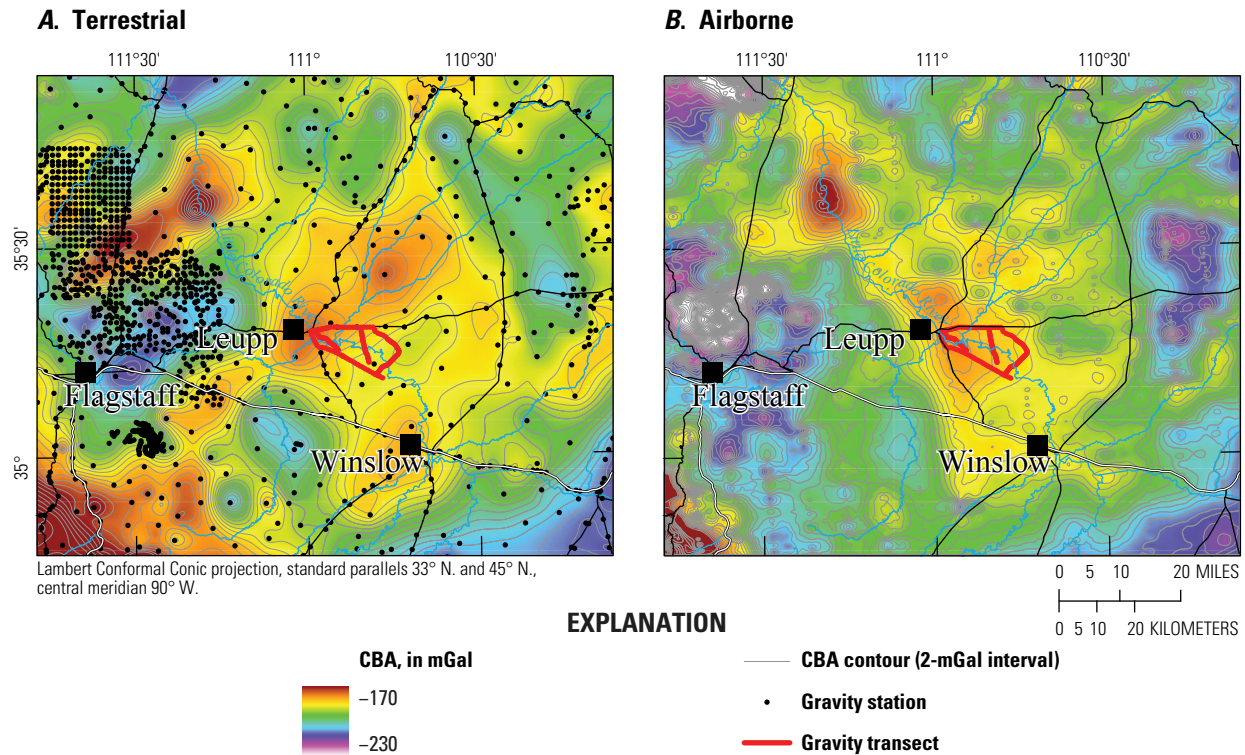 A. Terrestrial
B. Airborne
111°30'
111°
110°30'
111°30'
111°
110°30'
35°30'
35°
Leupp
Flagstaff
Winslow
Leupp
Flagstaff
Winslow
Lambert Conformal Conic projection, standard parallels 33° N. and 45° N.,
central meridian 90° W.
0 5 10 20 MILES
0 5 10 20 KILOMETERS
EXPLANATION
CBA, in mGal
−170
−230
CBA contour (2-mGal interval)
Gravity station
Gravity transect